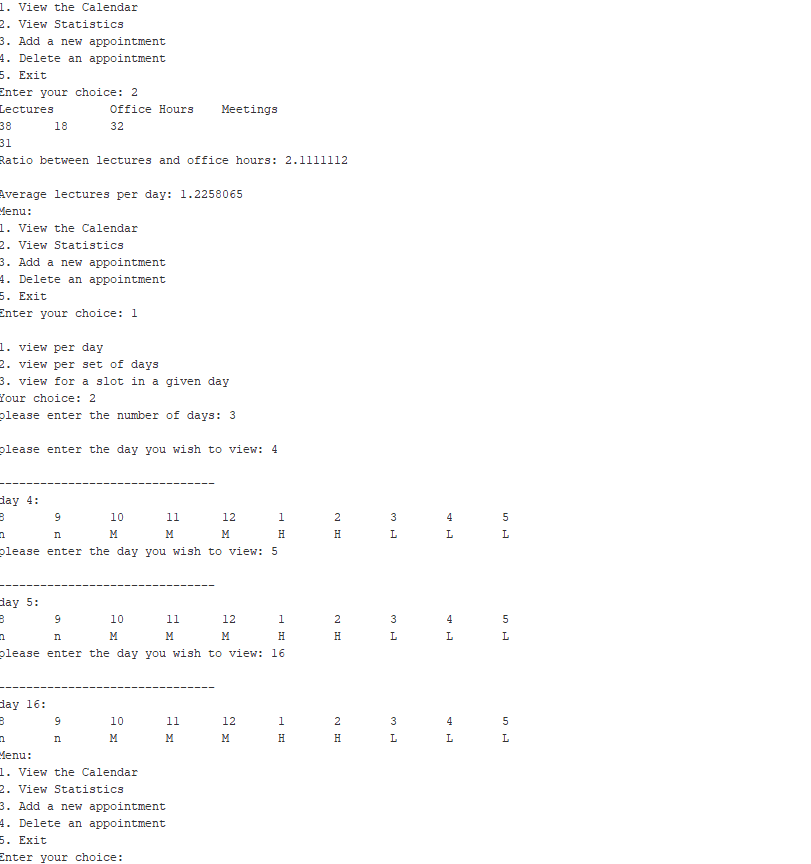 1. View the Calendar
2. View Statistics
3. Add a new appointment
4. Delete an appointment
5. Exit
Enter your choice: 2
Lectures        Office Hours    Meetings
38      18      32
31
Ratio between lectures and office hours: 2.1111112

Average lectures per day: 1.2258065
Menu:
1. View the Calendar
2. View Statistics
3. Add a new appointment
4. Delete an appointment
5. Exit
Enter your choice: 1

1. view per day
2. view per set of days
3. view for a slot in a given day
Your choice: 2
please enter the number of days: 3

please enter the day you wish to view: 4

-------------------------------
day 4:
8       9       10      11      12      1       2       3       4       5
n       n       M       M       M       H       H       L       L       L
please enter the day you wish to view: 5

-------------------------------
day 5:
8       9       10      11      12      1       2       3       4       5
n       n       M       M       M       H       H       L       L       L
please enter the day you wish to view: 16

-------------------------------
day 16:
8       9       10      11      12      1       2       3       4       5
n       n       M       M       M       H       H       L       L       L
Menu:
1. View the Calendar
2. View Statistics
3. Add a new appointment
4. Delete an appointment
5. Exit
Enter your choice: